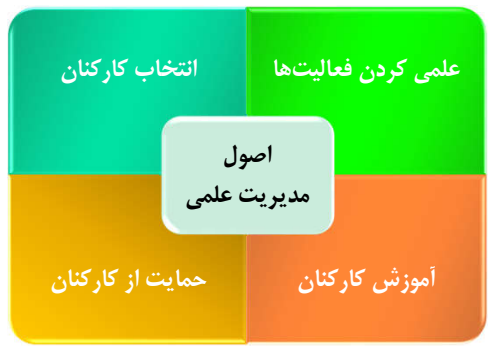 علمی کردن فعالیت‌ها
انتخاب کارکنان
اصول
مدیریت علمی
آموزش کارکنان
حمایت از کارکنان